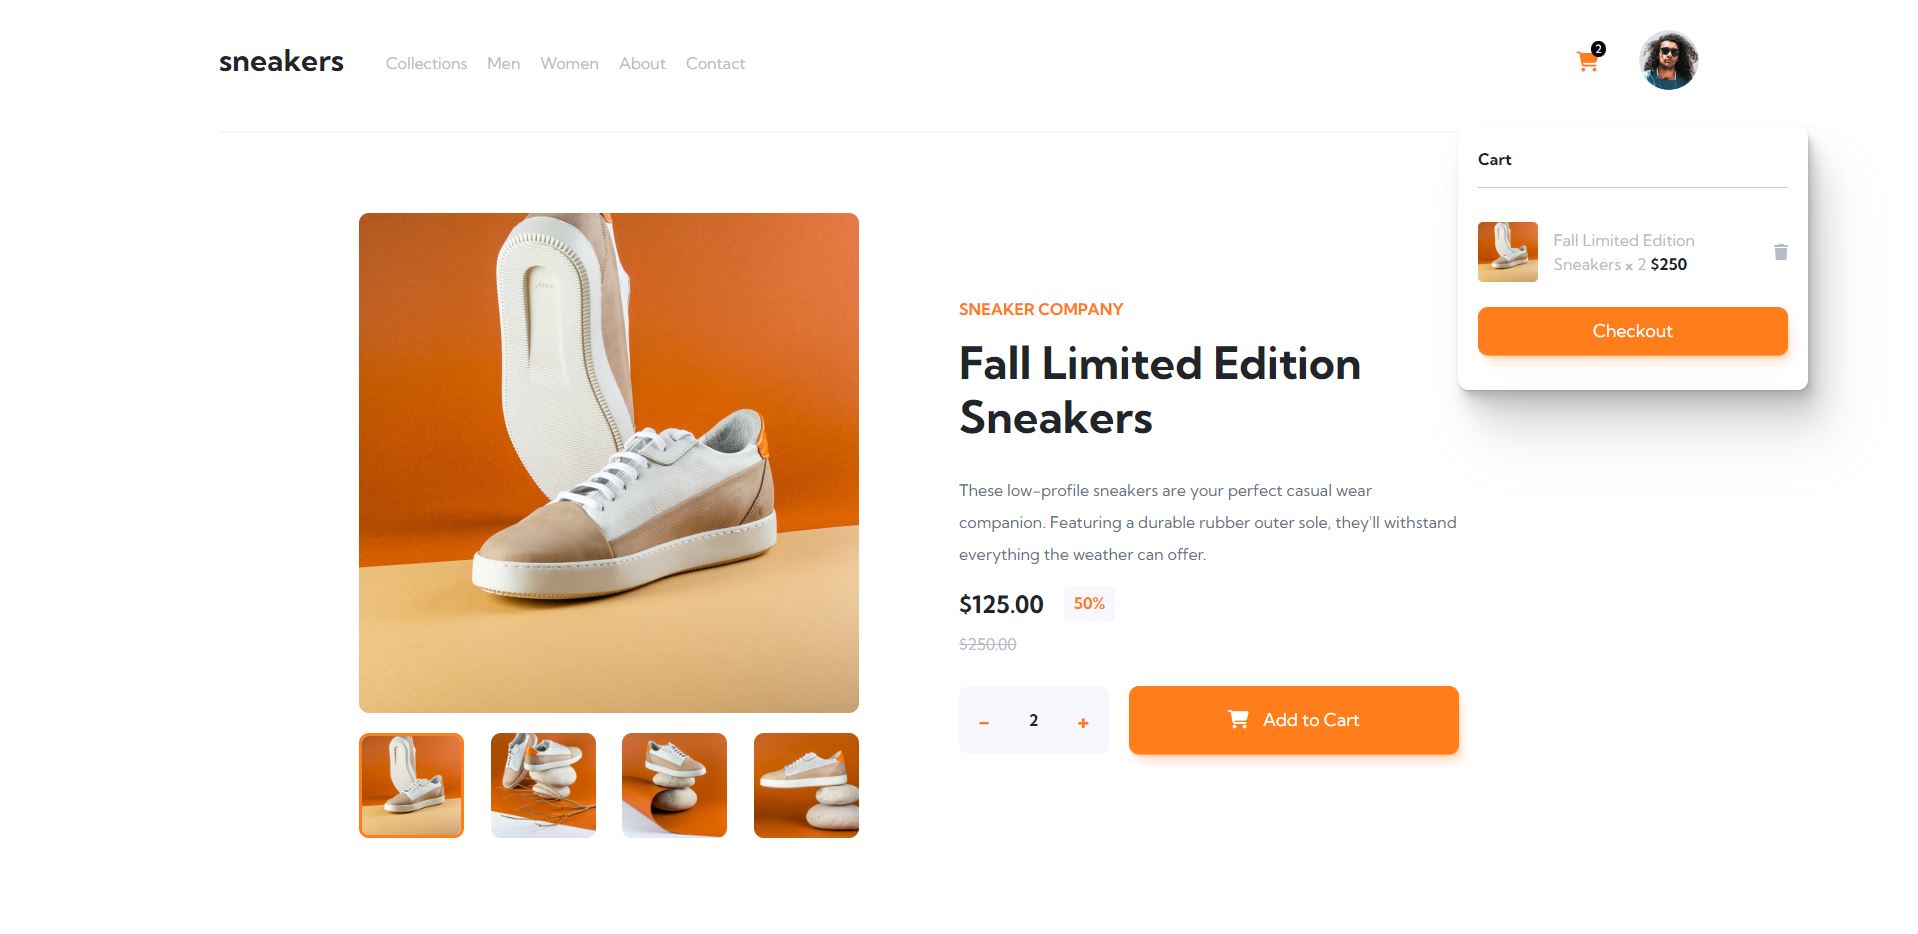 sneakers
Collections
Men
Women
About
Contact
2
Cart
Fall Limited Edition
Sneakers x 2 $250
Checkout
SNEAKER COMPANY
Fall Limited Edition
Sneakers
These low-profile sneakers are your perfect casual wear
companion. Featuring a durable rubber outer sole, they'll withstand
everything the weather can offer.
$125.00
50%
$250.00
- 2 +
Add to Cart